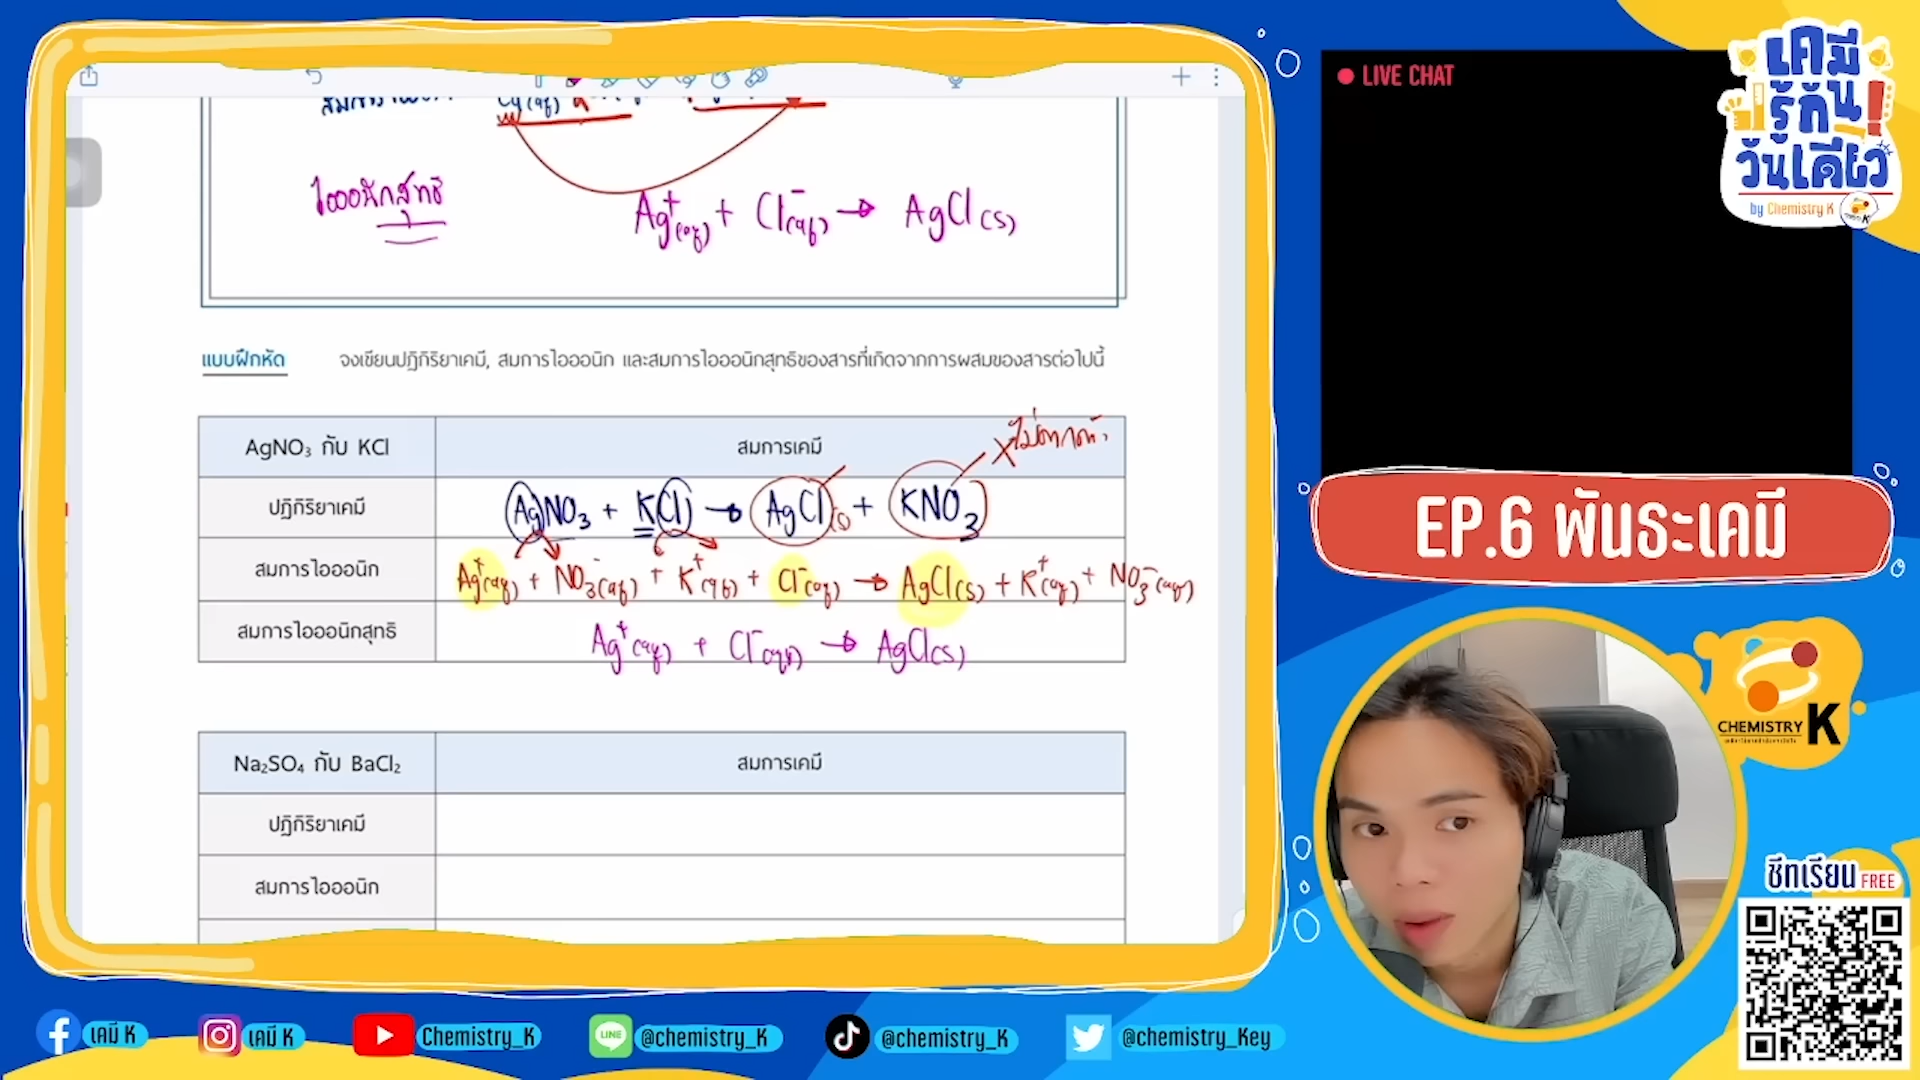 LIVE CHAT
เคมี
รู้กัน!
วันเดียว
by Chemistry K
ไอออนิกสุทธิ
Ag⁺(aq) + Cl⁻(aq) → AgCl(s)
แบบฝึกหัด จงเขียนปฏิกิริยาเคมี, สมการไอออนิก และสมการไอออนิกสุทธิของสารที่เกิดจากการผสมของสารต่อไปนี้
AgNO₃ กับ KCl สมการเคมี
ปฏิกิริยาเคมี AgNO₃ + KCl → AgCl(s) + KNO₃
สมการไอออนิก Ag⁺(aq) + NO₃⁻(aq) + K⁺(aq) + Cl⁻(aq) → AgCl(s) + K⁺(aq) + NO₃⁻(aq)
สมการไอออนิกสุทธิ Ag⁺(aq) + Cl⁻(aq) → AgCl(s)
Na₂SO₄ กับ BaCl₂ สมการเคมี
ปฏิกิริยาเคมี
สมการไอออนิก
EP.6 พันธะเคมี
CHEMISTRY K
ชีทเรียน FREE
เคมี K เคมี K Chemistry_K LINE @chemistry_K @chemistry_K @chemistry_Key